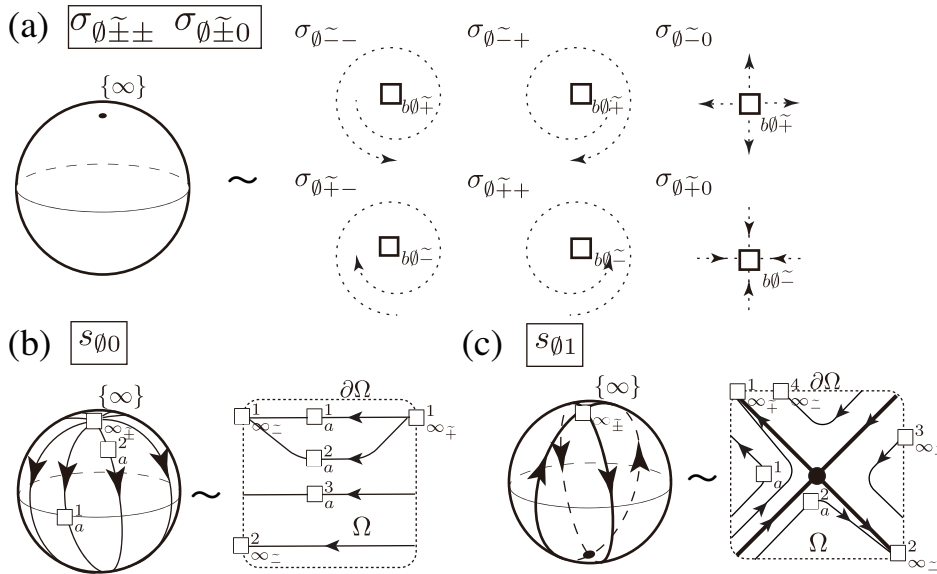 (a) σ∅±̃± σ∅±̃0
{∞}
σ∅-̃- σ∅-̃+ σ∅-̃0
b∅∓̃ b∅∓̃ b∅∓̃
~
σ∅∓̃- σ∅∓̃+ σ∅∓̃0
b∅-̃ b∅-̃ b∅-̃
(b) s∅0 (c) s∅1
{∞} ∂Ω {∞} ∂Ω
∞∓̃ 2 a 1 a
~
1 ∞-̃ 1 a 1 ∞∓̃
2 a
3 a
2 ∞-̃ Ω
∞±̃
~
1 ∞+̃ 4 ∞-̃
3
1 a 2 a
Ω 2 ∞-̃